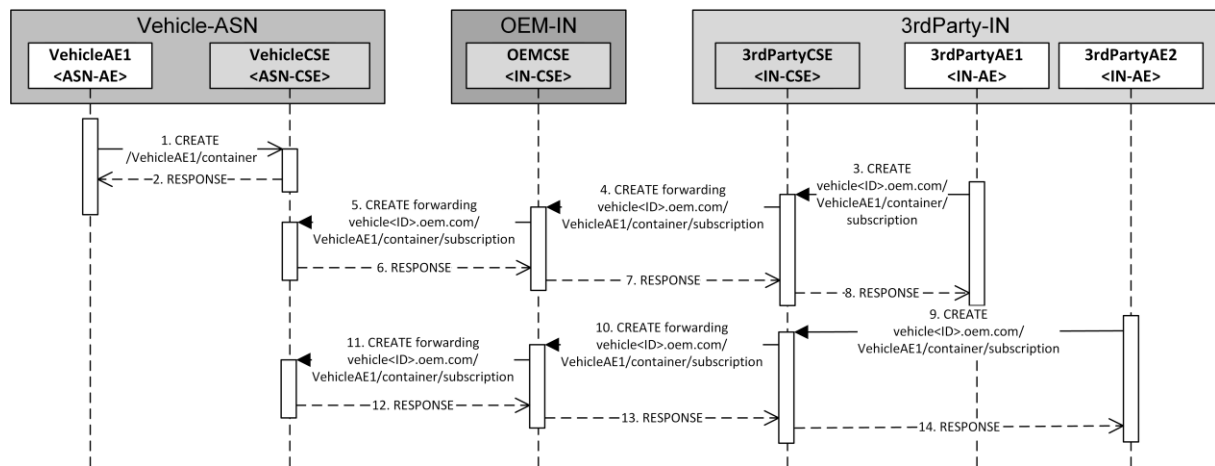 Vehicle-ASN
OEM-IN
3rdParty-IN
VehicleAE1
<ASN-AE>
VehicleCSE
<ASN-CSE>
OEMCSE
<IN-CSE>
3rdPartyCSE
<IN-CSE>
3rdPartyAE1
<IN-AE>
3rdPartyAE2
<IN-AE>
1. CREATE
/VehicleAE1/container
2. RESPONSE
3. CREATE
vehicle<ID>.oem.com/
VehicleAE1/container/
subscription
4. CREATE forwarding
vehicle<ID>.oem.com/
VehicleAE1/container/subscription
5. CREATE forwarding
vehicle<ID>.oem.com/
VehicleAE1/container/subscription
6. RESPONSE
7. RESPONSE
8. RESPONSE
9. CREATE
vehicle<ID>.oem.com/
VehicleAE1/container/subscription
10. CREATE forwarding
vehicle<ID>.oem.com/
VehicleAE1/container/subscription
11. CREATE forwarding
vehicle<ID>.oem.com/
VehicleAE1/container/subscription
12. RESPONSE
13. RESPONSE
14. RESPONSE